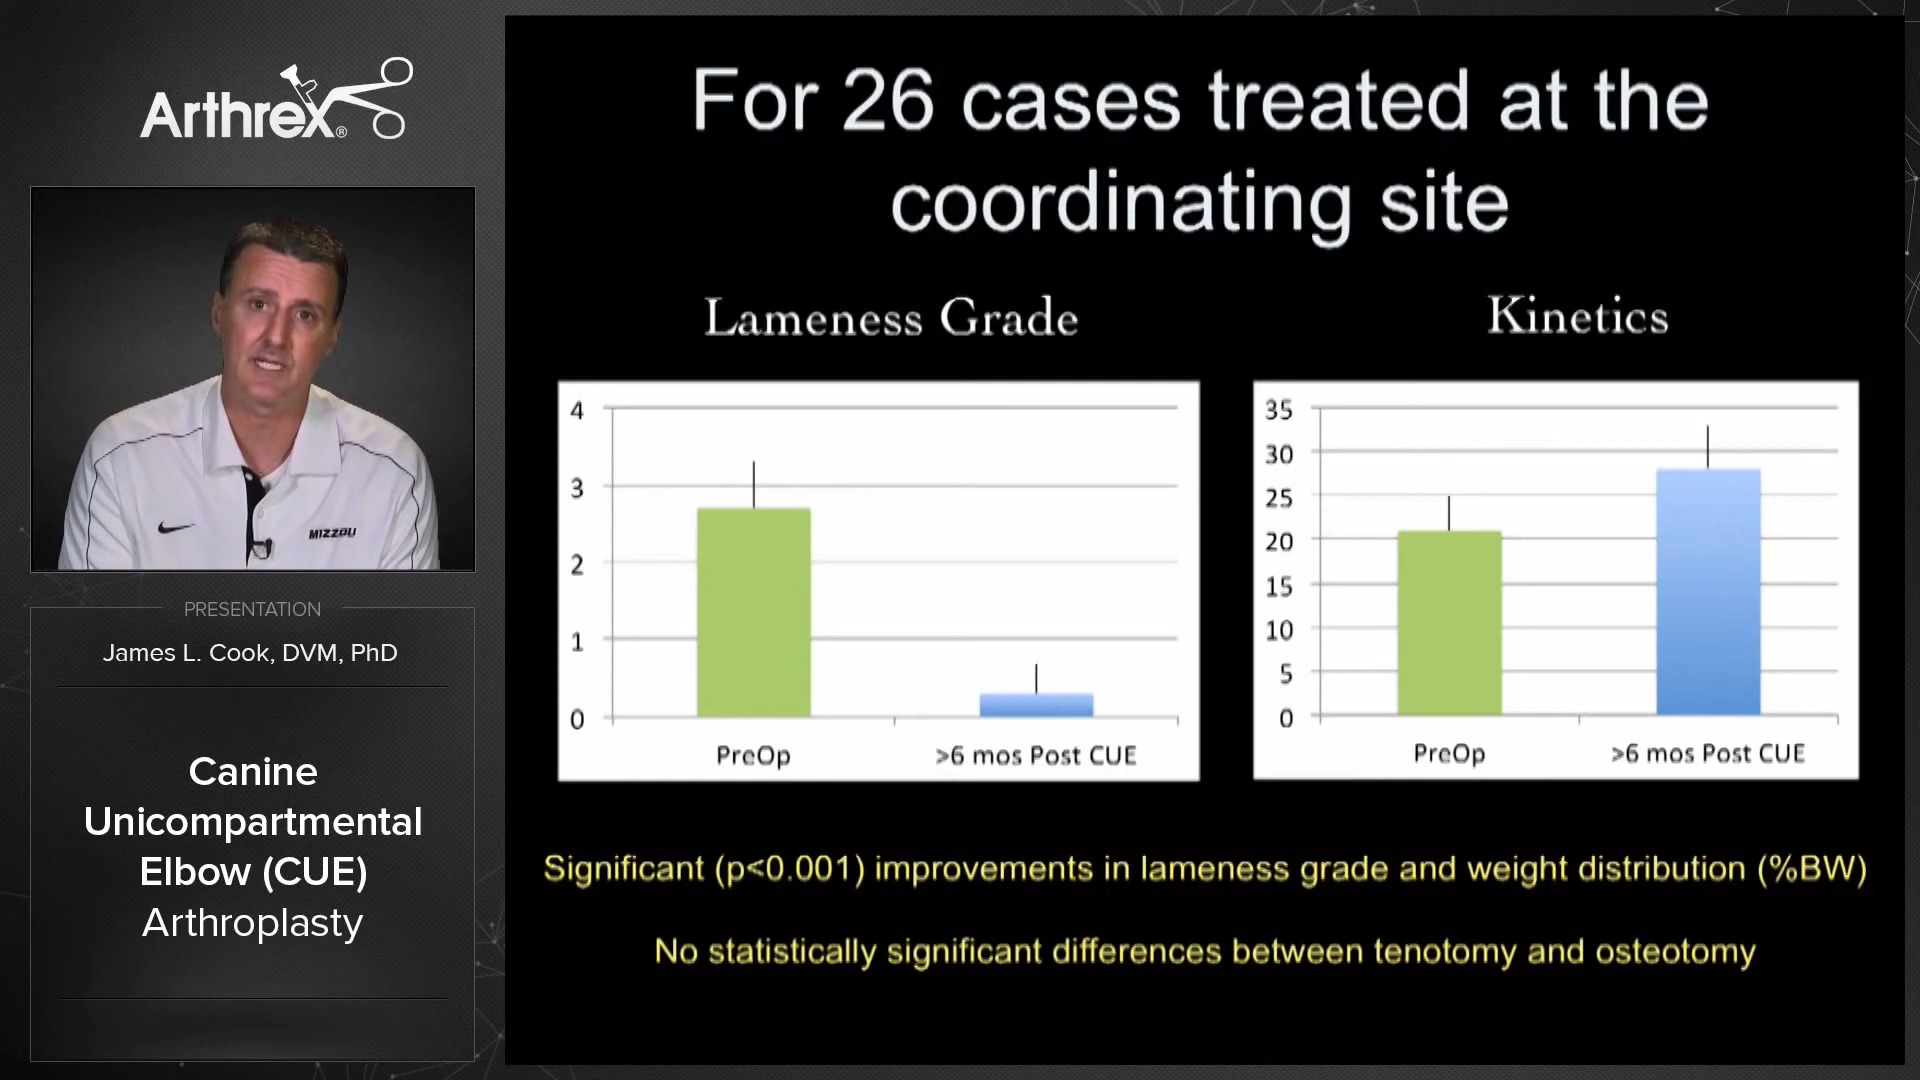 Arthrex®
MIZZOU
PRESENTATION
James L. Cook, DVM, PhD
Canine
Unicompartmental
Elbow (CUE)
Arthroplasty
For 26 cases treated at the
coordinating site
Lameness Grade
4
3
2
1
0
PreOp
>6 mos Post CUE
Kinetics
35
30
25
20
15
10
5
0
PreOp
>6 mos Post CUE
Significant (p<0.001) improvements in lameness grade and weight distribution (%BW)
No statistically significant differences between tenotomy and osteotomy